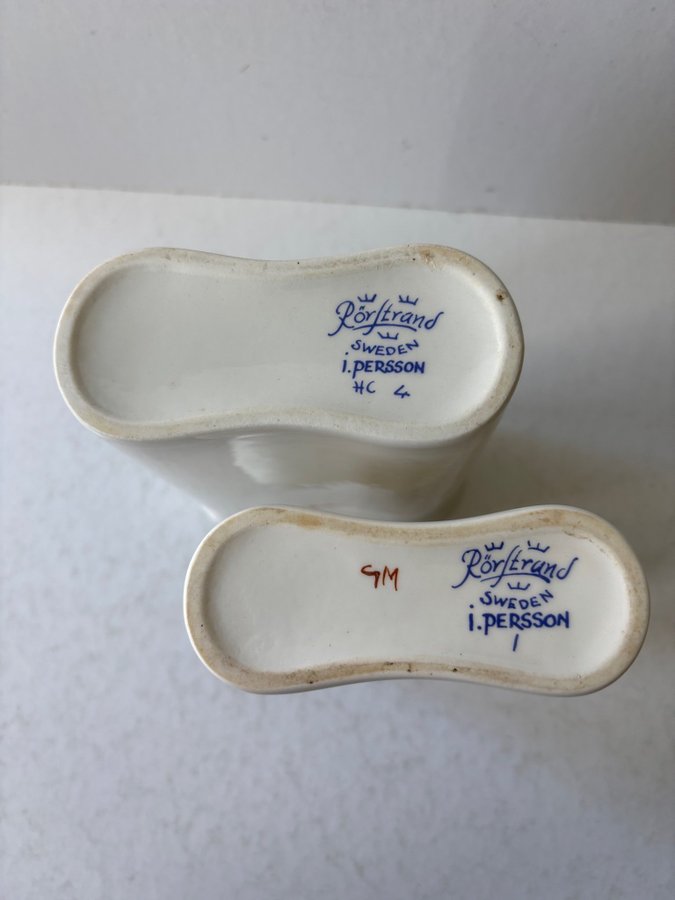 Rörstrand
SWEDEN
i.PERSSON
HC 4
GM
Rörstrand
SWEDEN
i.PERSSON
1